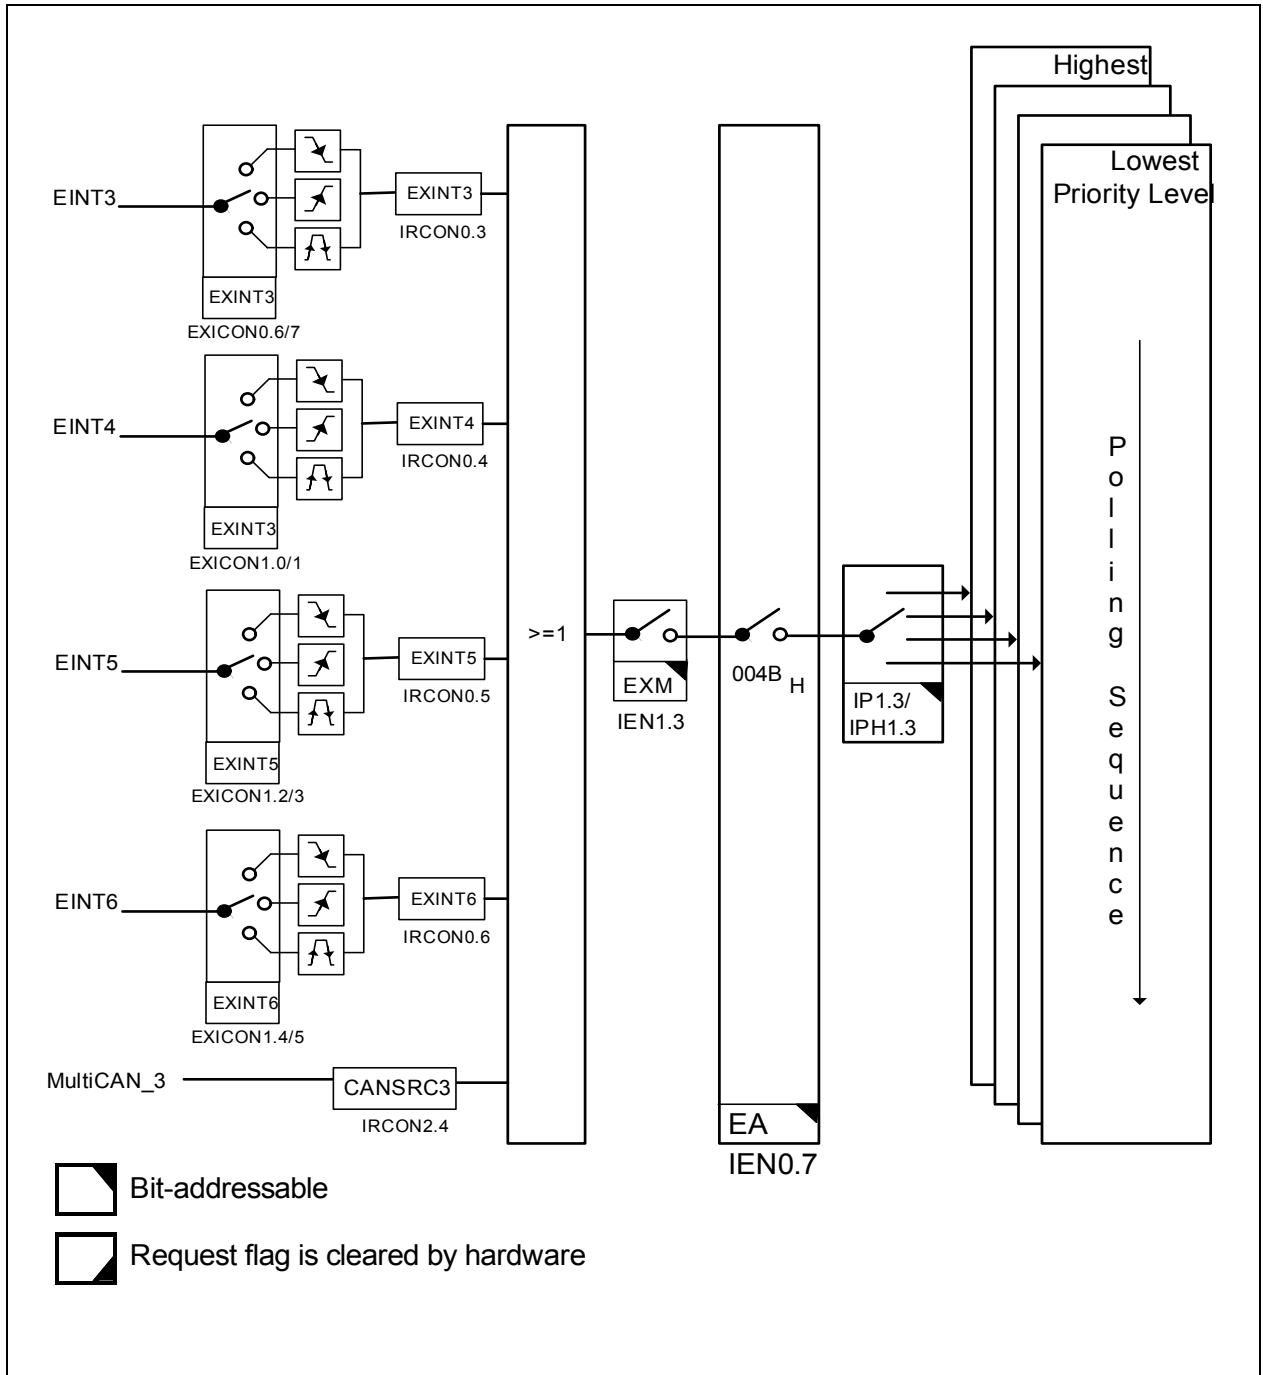 Highest
Lowest
Priority Level
EINT3
EXINT3
IRCON0.3
EXINT3
EXICON0.6/7
EINT4
EXINT4
IRCON0.4
EXINT3
EXICON1.0/1
EINT5
EXINT5
IRCON0.5
EXINT5
EXICON1.2/3
EINT6
EXINT6
IRCON0.6
EXINT6
EXICON1.4/5
MultiCAN_3
CANSRC3
IRCON2.4
>=1
EXM
IEN1.3
004B H
EA
IEN0.7
IP1.3/
IPH1.3
Polling Sequence
Bit-addressable
Request flag is cleared by hardware